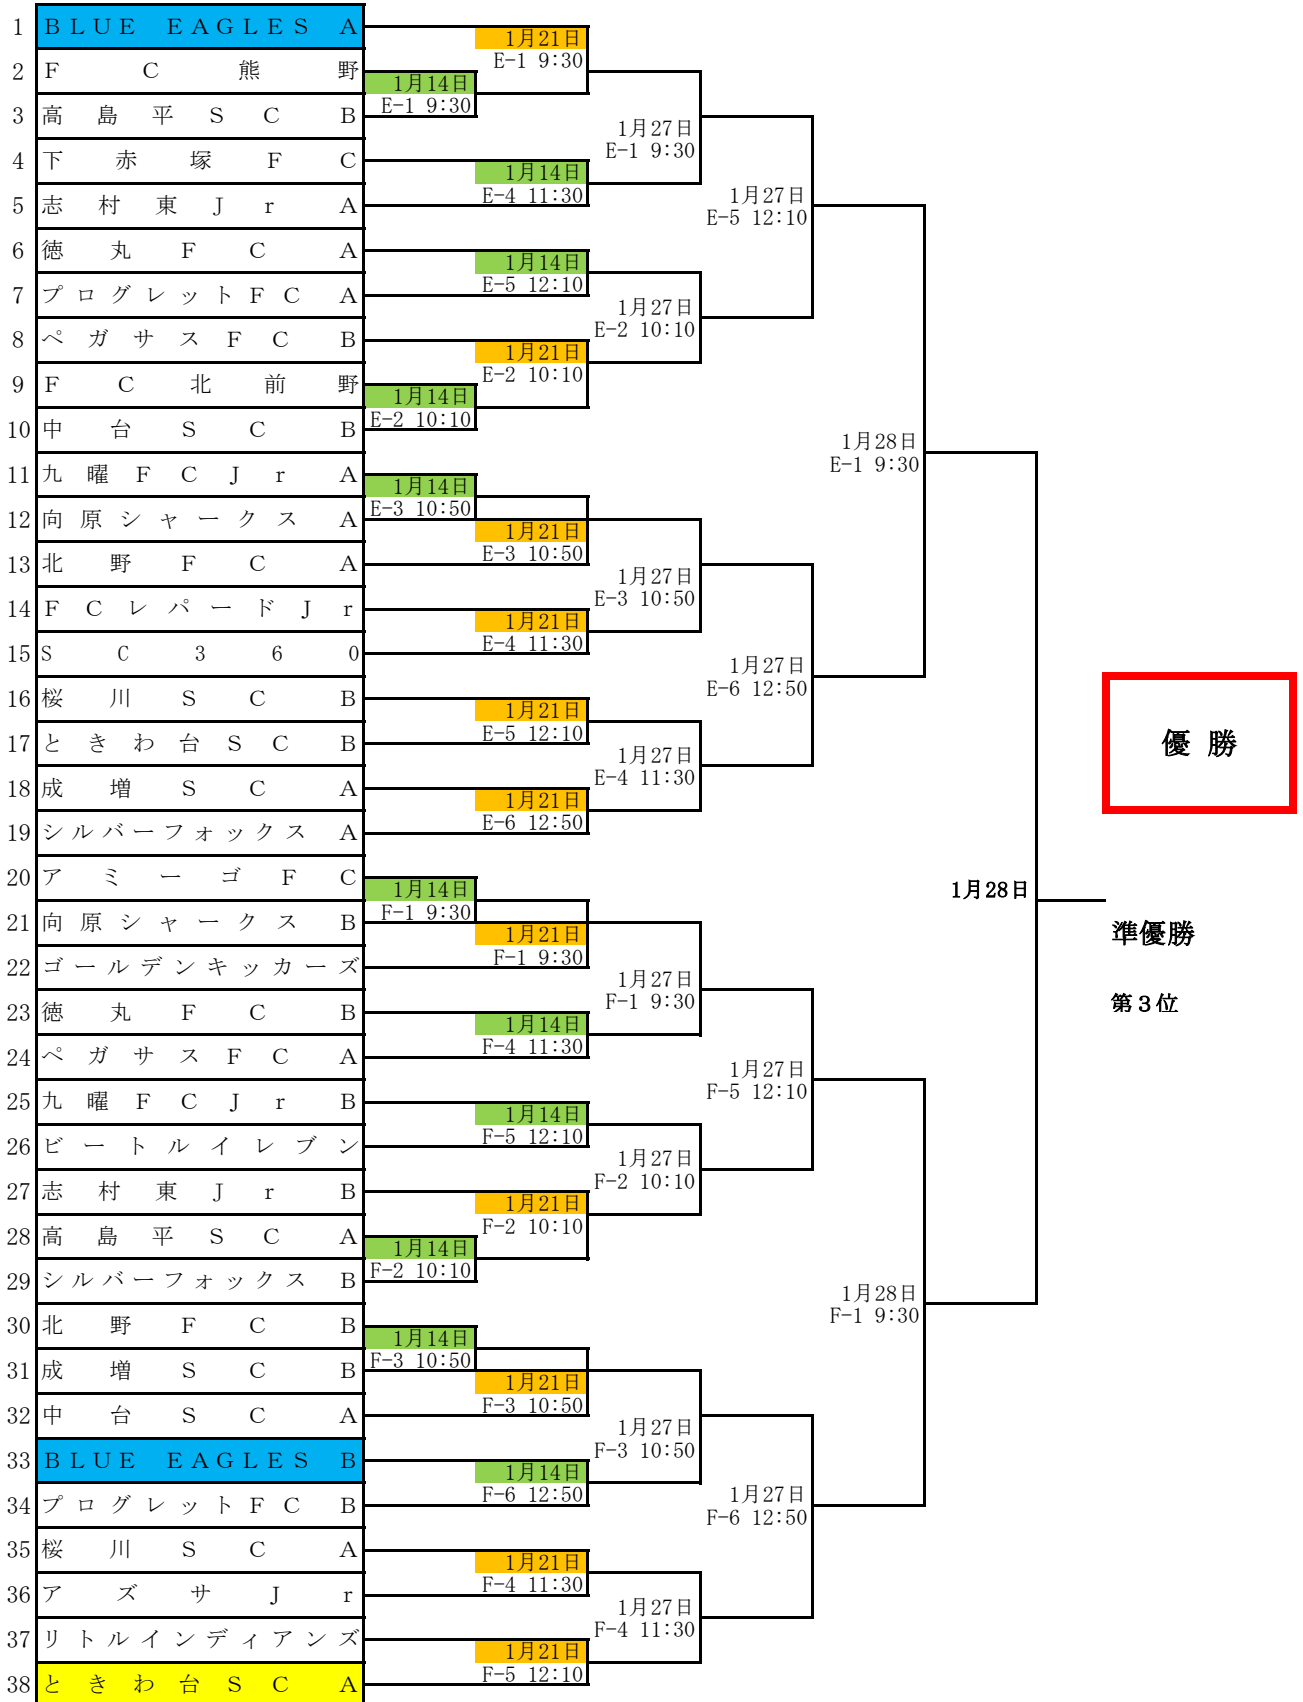 1 BLUE EAGLES A
2 FC熊野
3 高島平SC B
4 下赤塚FC
5 志村東Jr A
6 徳丸FC A
7 プログレットFC A
8 ペガサスFC B
9 FC北前野
10 中台SC B
11 九曜FCJr A
12 向原シャークス A
13 北野FC A
14 FCレパードJr
15 SC360
16 桜川SC B
17 ときわ台SC B
18 成増SC A
19 シルバーフォックス A
20 アミーゴFC
21 向原シャークス B
22 ゴールデンキッカーズ
23 徳丸FC B
24 ペガサスFC A
25 九曜FCJr B
26 ビートルイレブン
27 志村東Jr B
28 高島平SC A
29 シルバーフォックス B
30 北野FC B
31 成増SC B
32 中台SC A
33 BLUE EAGLES B
34 プログレットFC B
35 桜川SC A
36 アズサJr
37 リトルインディアンズ
38 ときわ台SC A
1月14日
E-1 9:30
1月14日
E-2 10:10
1月14日
E-3 10:50
1月14日
F-1 9:30
1月14日
F-2 10:10
1月14日
F-3 10:50
1月21日
E-1 9:30
1月14日
E-4 11:30
1月14日
E-5 12:10
1月21日
E-2 10:10
1月21日
E-3 10:50
1月21日
E-4 11:30
1月21日
E-5 12:10
1月21日
E-6 12:50
1月21日
F-1 9:30
1月14日
F-4 11:30
1月14日
F-5 12:10
1月21日
F-2 10:10
1月21日
F-3 10:50
1月14日
F-6 12:50
1月21日
F-4 11:30
1月21日
F-5 12:10
1月27日
E-1 9:30
1月27日
E-2 10:10
1月27日
E-3 10:50
1月27日
E-4 11:30
1月27日
F-1 9:30
1月27日
F-2 10:10
1月27日
F-3 10:50
1月27日
F-4 11:30
1月27日
E-5 12:10
1月27日
E-6 12:50
1月27日
F-5 12:10
1月27日
F-6 12:50
1月28日
E-1 9:30
1月28日
F-1 9:30
1月28日
優 勝
準優勝
第3位